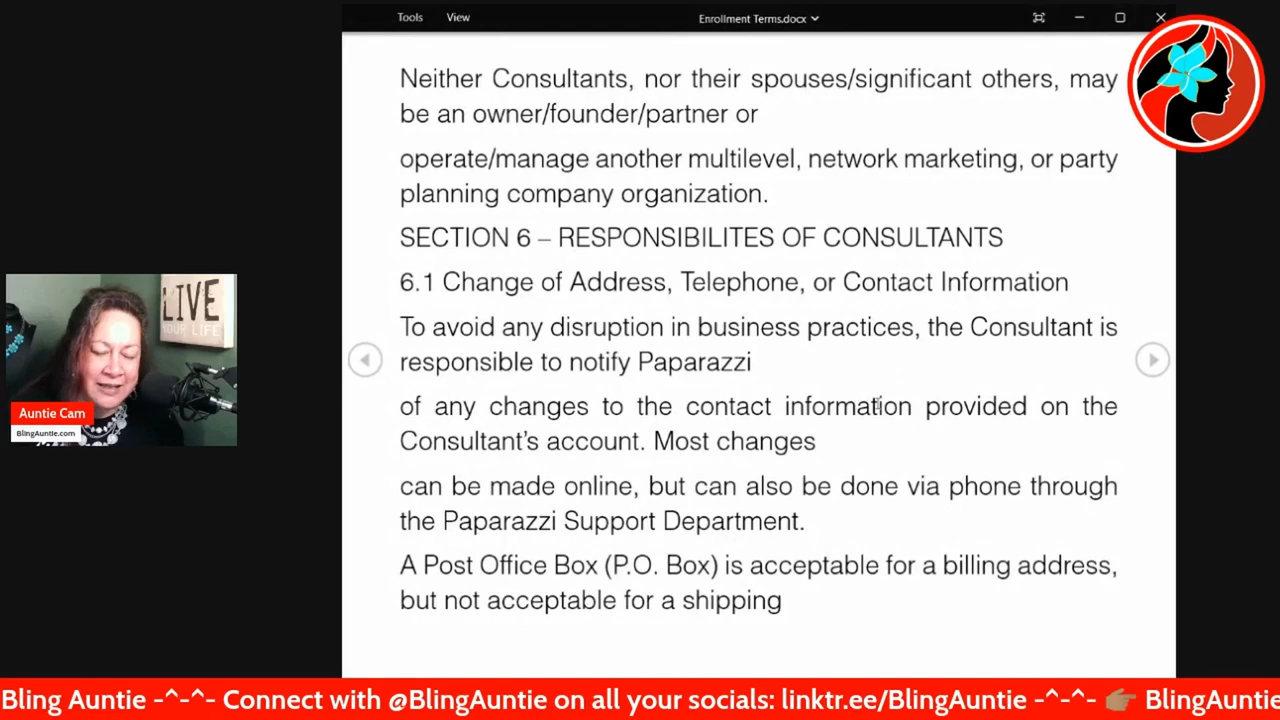 Tools View Enrollment Terms.docx
Neither Consultants, nor their spouses/significant others, may
be an owner/founder/partner or
operate/manage another multilevel, network marketing, or party
planning company organization.
SECTION 6 – RESPONSIBILITES OF CONSULTANTS
6.1 Change of Address, Telephone, or Contact Information
To avoid any disruption in business practices, the Consultant is
responsible to notify Paparazzi
of any changes to the contact information provided on the
Consultant's account. Most changes
can be made online, but can also be done via phone through
the Paparazzi Support Department.
A Post Office Box (P.O. Box) is acceptable for a billing address,
but not acceptable for a shipping
LIVE
YOUR LIFE
Auntie Cam
BlingAuntie.com
Bling Auntie -^-^- Connect with @BlingAuntie on all your socials: linktr.ee/BlingAuntie -^-^- 👉🏽 BlingAuntie